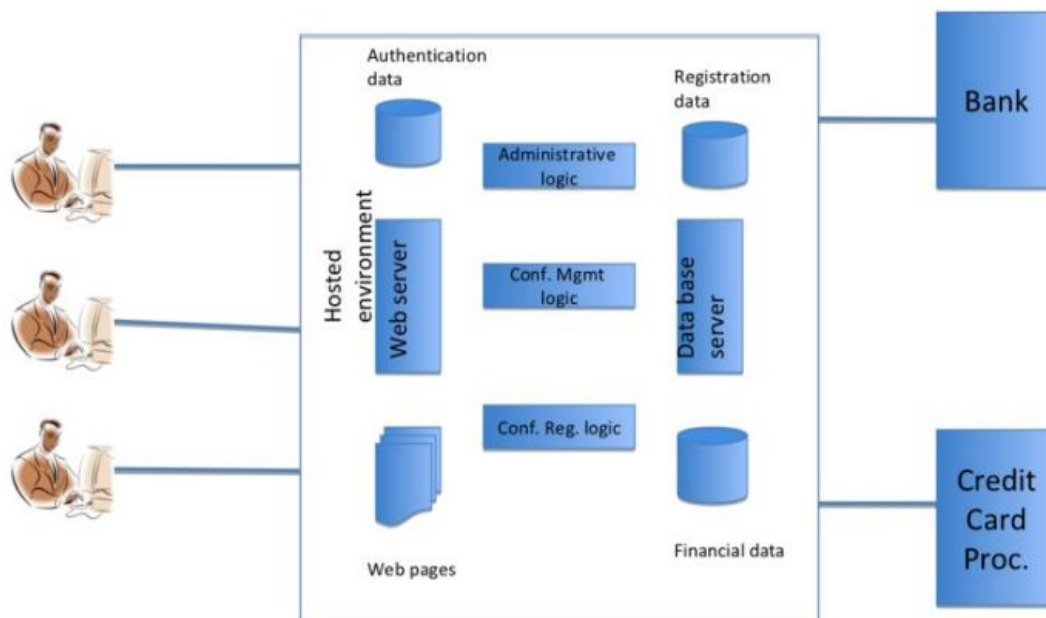 Authentication
data
Registration
data
Bank
Administrative
logic
Hosted
environment
Web server
Conf. Mgmt
logic
Data base
server
Conf. Reg. logic
Credit
Card
Proc.
Web pages
Financial data